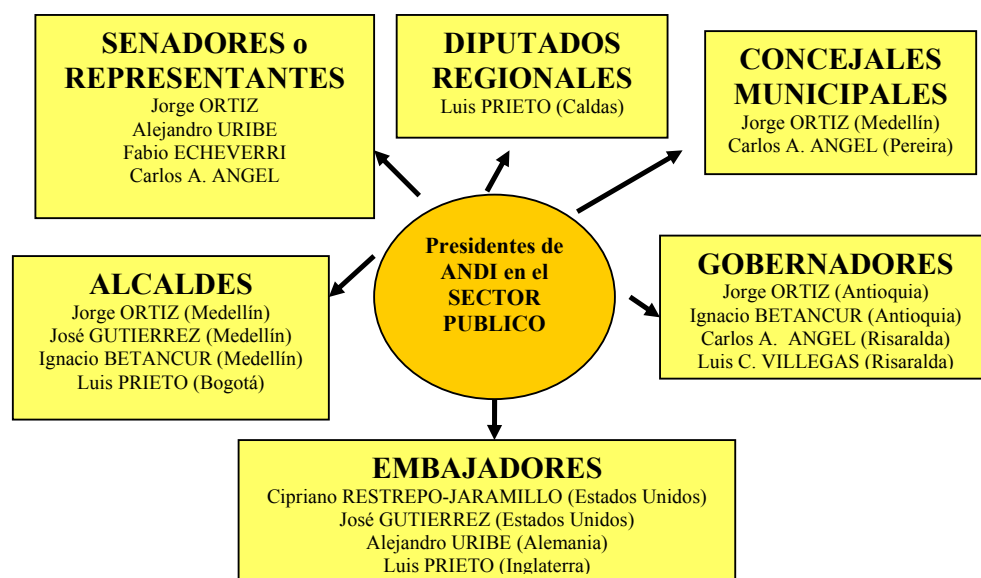 SENADORES o
REPRESENTANTES
Jorge ORTIZ
Alejandro URIBE
Fabio ECHEVERRI
Carlos A. ANGEL
DIPUTADOS
REGIONALES
Luis PRIETO (Caldas)
CONCEJALES
MUNICIPALES
Jorge ORTIZ (Medellín)
Carlos A. ANGEL (Pereira)
Presidentes de
ANDI en el
SECTOR
PUBLICO
ALCALDES
Jorge ORTIZ (Medellín)
José GUTIERREZ (Medellín)
Ignacio BETANCUR (Medellín)
Luis PRIETO (Bogotá)
GOBERNADORES
Jorge ORTIZ (Antioquia)
Ignacio BETANCUR (Antioquia)
Carlos A. ANGEL (Risaralda)
Luis C. VILLEGAS (Risaralda)
EMBAJADORES
Cipriano RESTREPO-JARAMILLO (Estados Unidos)
José GUTIERREZ (Estados Unidos)
Alejandro URIBE (Alemania)
Luis PRIETO (Inglaterra)